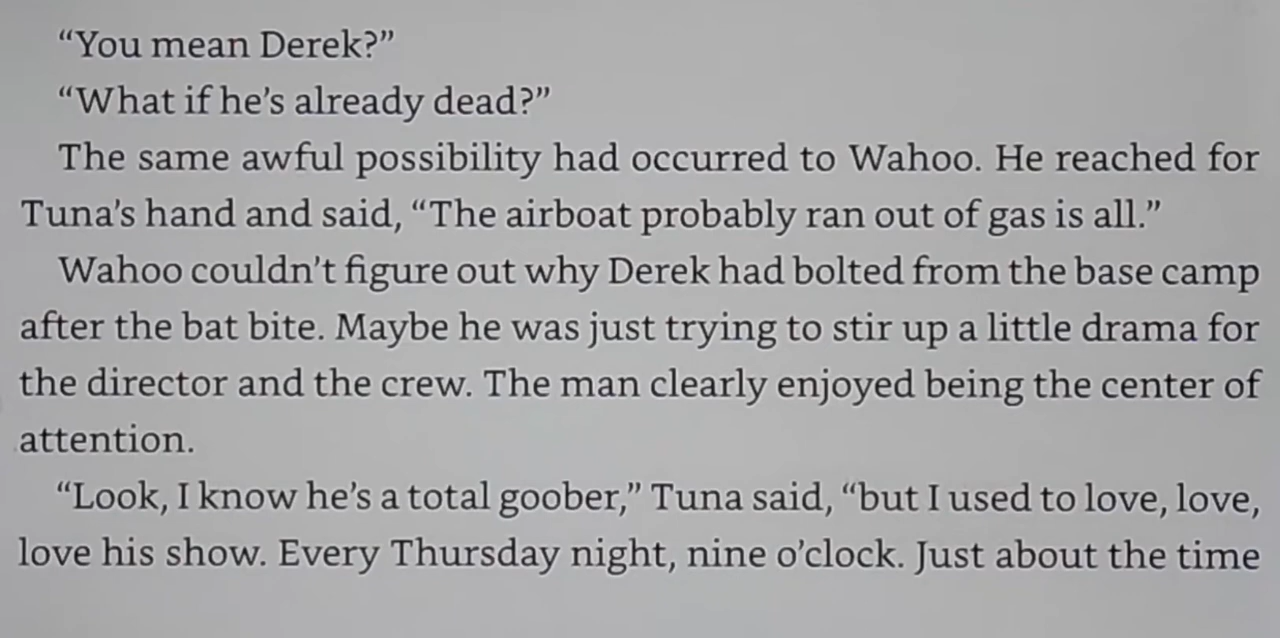 “You mean Derek?”
“What if he’s already dead?”
The same awful possibility had occurred to Wahoo. He reached for
Tuna’s hand and said, “The airboat probably ran out of gas is all.”
Wahoo couldn’t figure out why Derek had bolted from the base camp
after the bat bite. Maybe he was just trying to stir up a little drama for
the director and the crew. The man clearly enjoyed being the center of
attention.
“Look, I know he’s a total goober,” Tuna said, “but I used to love, love,
love his show. Every Thursday night, nine o’clock. Just about the time